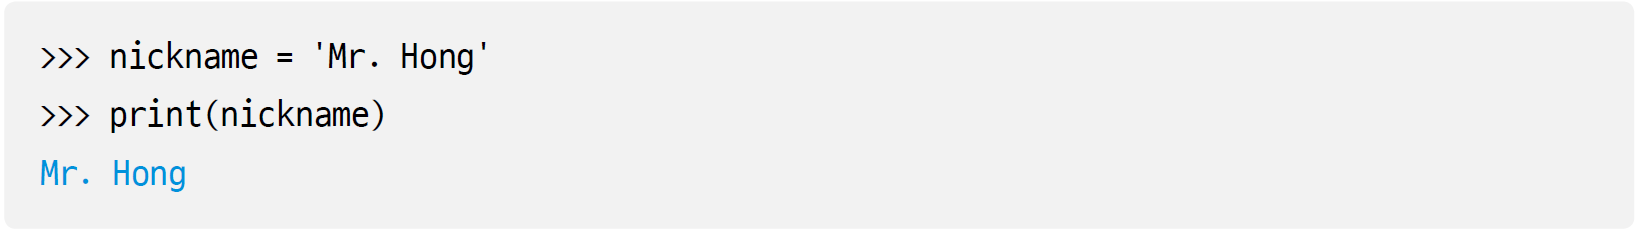 >>> nickname = 'Mr. Hong'
>>> print(nickname)
Mr. Hong